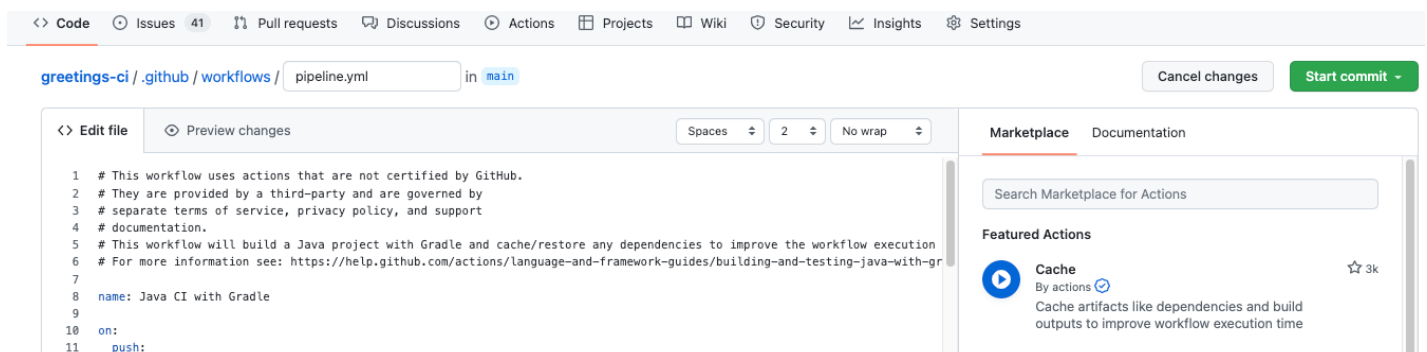 <> Code Issues 41 Pull requests Discussions Actions Projects Wiki Security Insights Settings
greetings-ci / .github / workflows / pipeline.yml in main Cancel changes Start commit
<> Edit file Preview changes Spaces 2 No wrap
1 # This workflow uses actions that are not certified by GitHub.
2 # They are provided by a third-party and are governed by
3 # separate terms of service, privacy policy, and support
4 # documentation.
5 # This workflow will build a Java project with Gradle and cache/restore any dependencies to improve the workflow execution
6 # For more information see: https://help.github.com/actions/language-and-framework-guides/building-and-testing-java-with-gr
7
8 name: Java CI with Gradle
9
10 on:
11 push:
Marketplace Documentation
Search Marketplace for Actions
Featured Actions
Cache 3k
By actions
Cache artifacts like dependencies and build
outputs to improve workflow execution time